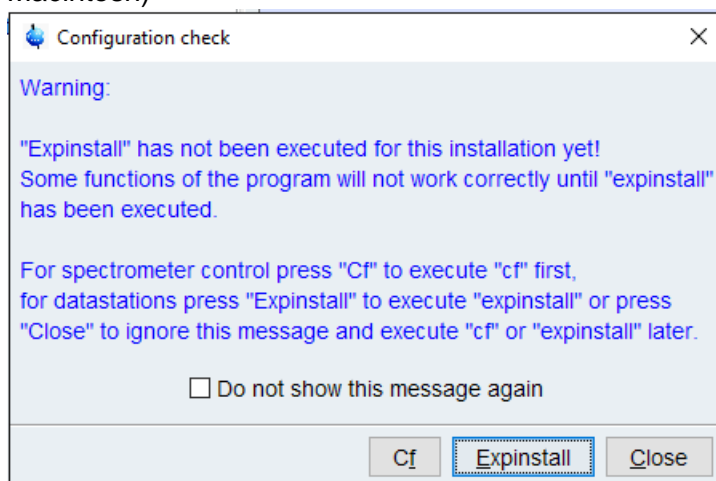 macintosh)
Configuration check
Warning:
"Expinstall" has not been executed for this installation yet!
Some functions of the program will not work correctly until "expinstall"
has been executed.
For spectrometer control press "Cf" to execute "cf" first,
for datastations press "Expinstall" to execute "expinstall" or press
"Close" to ignore this message and execute "cf" or "expinstall" later.
Do not show this message again
Cf Expinstall Close